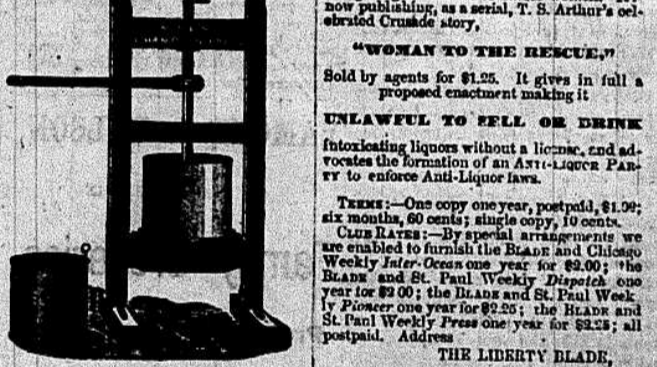 now publishing, as a serial, T. S. Arthur's cel-
ebrated Crusade story,
"WOMAN TO THE RESCUE,"
Sold by agents for $1.25. It gives in full a
proposed enactment making it
UNLAWFUL TO SELL OR DRINK
intoxicating liquors without a license, and ad-
vocates the formation of an ANTI-LIQUOR PAR-
TY to enforce Anti-Liquor laws.
TERMS:—One copy one year, postpaid, $1.00;
six months, 60 cents; single copy, 10 cents.
CLUB RATES:—By special arrangements we
are enabled to furnish the BLADE and Chicago
Weekly Inter-Ocean one year for $2.00; the
BLADE and St. Paul Weekly Dispatch one
year for $2 00; the BLADE and St. Paul Week
ly Pioneer one year for $2.25; the BLADE and
St. Paul Weekly Press one year for $2.25; all
postpaid. Address
THE LIBERTY BLADE,